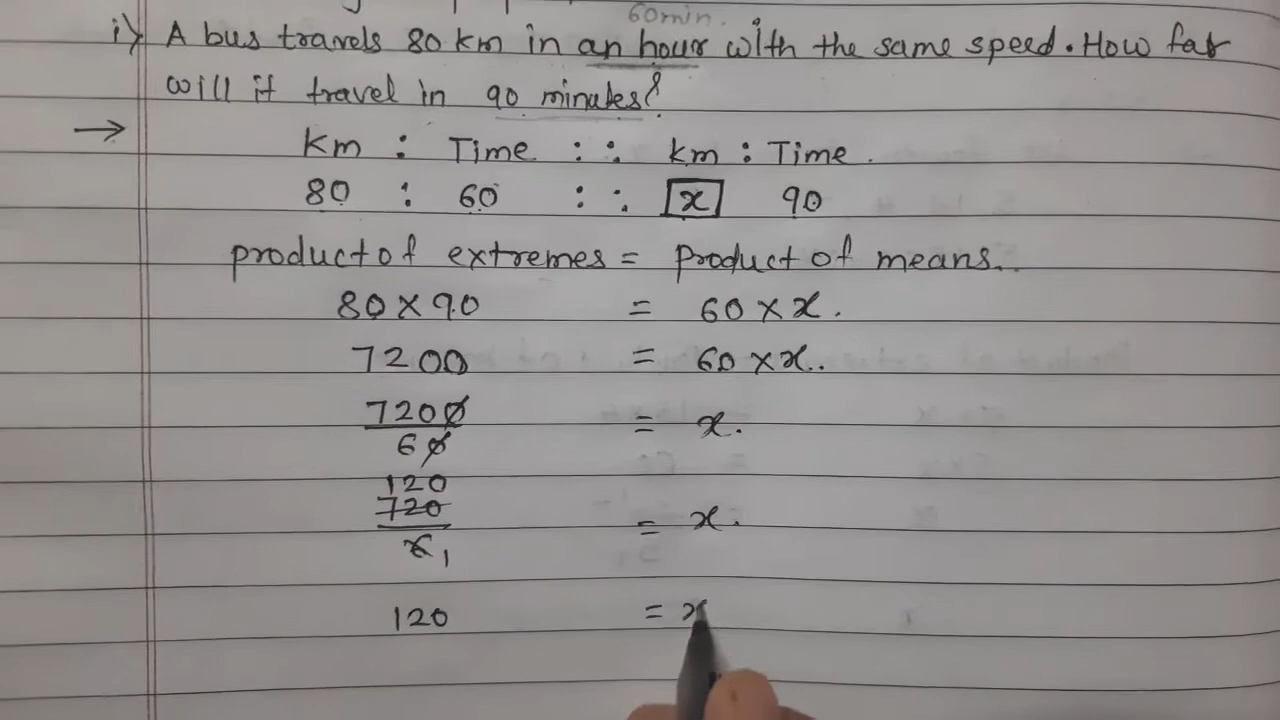 60min.
i) A bus travels 80 km in an hour with the same speed. How far
will it travel in 90 minutes?
→ Km : Time :: km : Time.
80 : 60 :: x 90
product of extremes = product of means.
80 × 90 = 60 × x.
7200 = 60 × x.
7200/60 = x.
120
720/6 1 = x.
120 = x